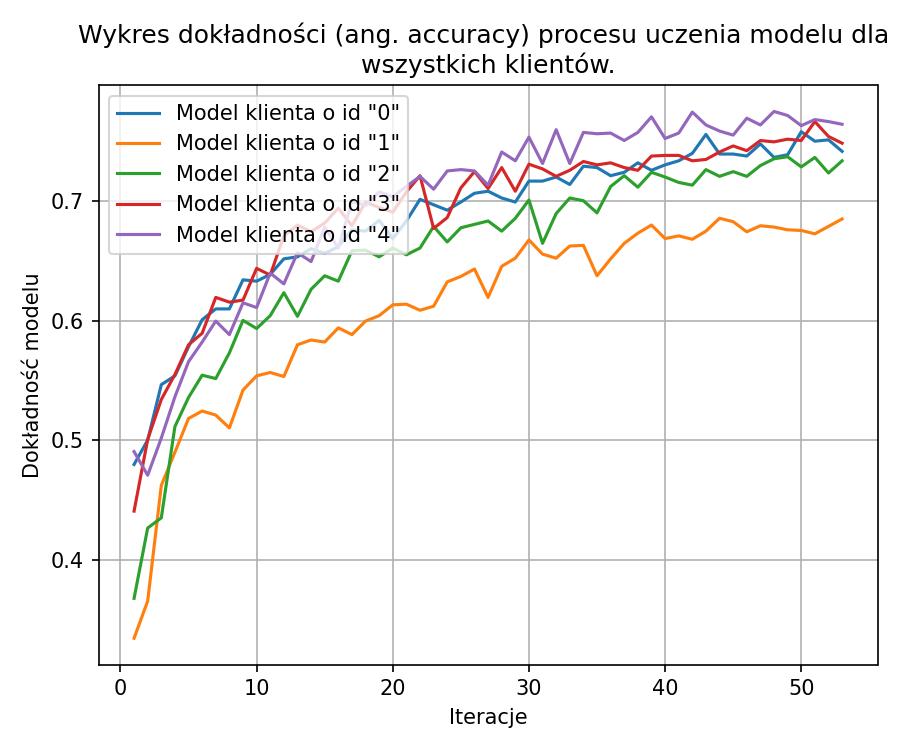 Wykres dokładności (ang. accuracy) procesu uczenia modelu dla
wszystkich klientów.
Model klienta o id "0"
Model klienta o id "1"
Model klienta o id "2"
Model klienta o id "3"
Model klienta o id "4"
Dokładność modelu
0.7
0.6
0.5
0.4
0 10 20 30 40 50
Iteracje